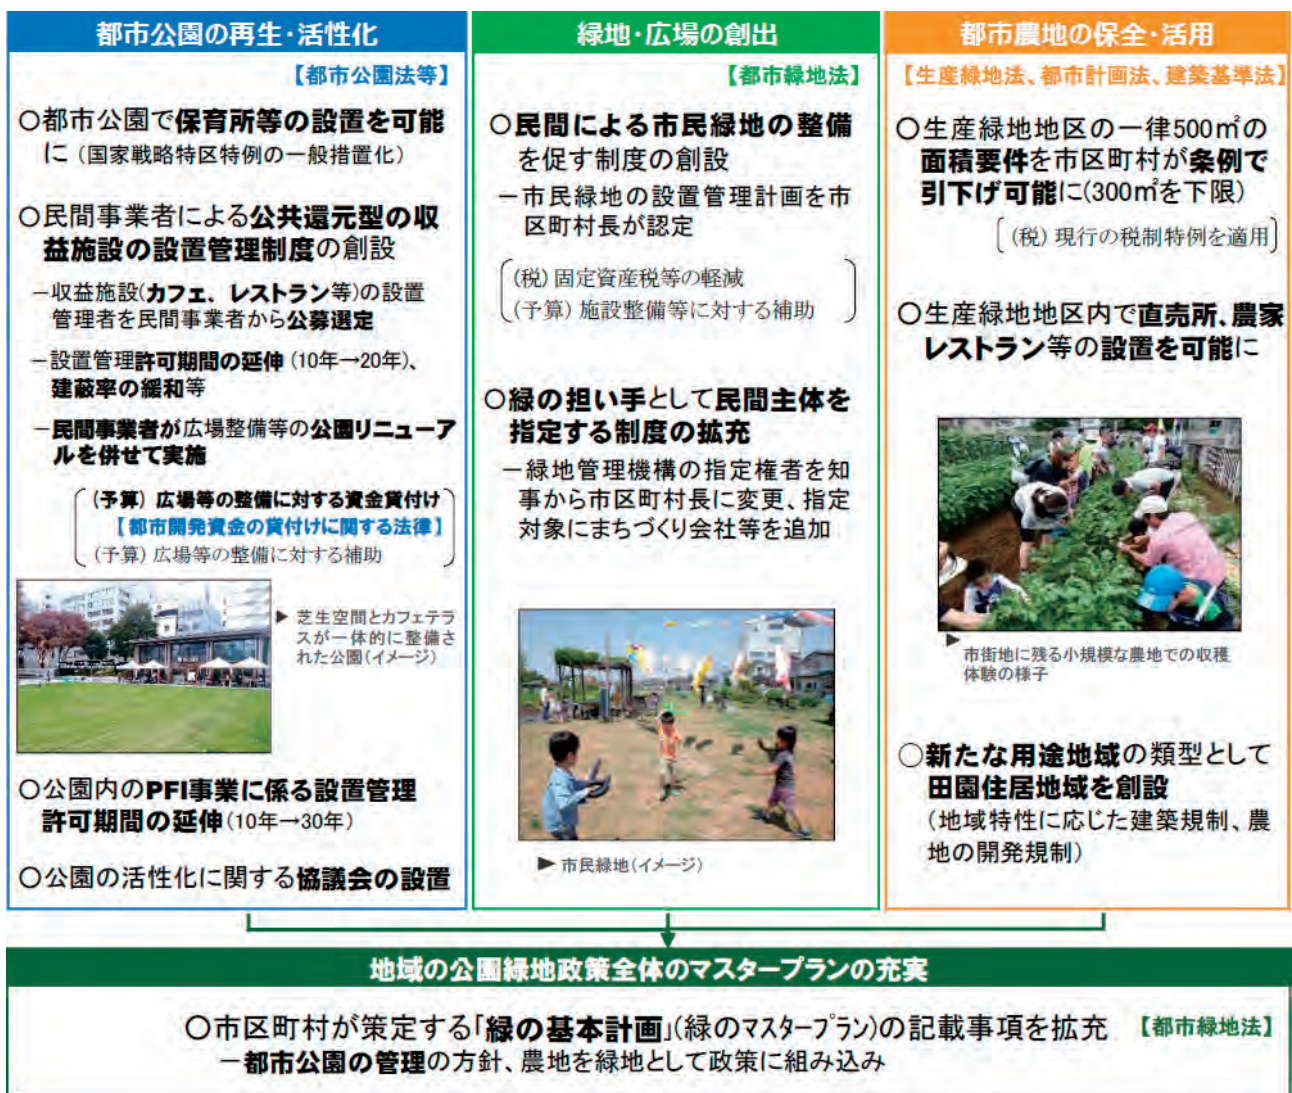 都市公園の再生・活性化
【都市公園法等】
○都市公園で保育所等の設置を可能
に（国家戦略特区特例の一般措置化）
○民間事業者による公共還元型の収
益施設の設置管理制度の創設
－収益施設(カフェ、レストラン等)の設置
管理者を民間事業者から公募選定
－設置管理許可期間の延伸(10年→20年)、
建蔽率の緩和等
－民間事業者が広場整備等の公園リニューア
ルを併せて実施
(予算) 広場等の整備に対する資金貸付け
【都市開発資金の貸付けに関する法律】
(予算) 広場等の整備に対する補助
▶ 芝生空間とカフェテラ
スが一体的に整備さ
れた公園(イメージ)
○公園内のPFI事業に係る設置管理
許可期間の延伸(10年→30年)
○公園の活性化に関する協議会の設置
緑地・広場の創出
【都市緑地法】
○民間による市民緑地の整備
を促す制度の創設
－市民緑地の設置管理計画を市
区町村長が認定
(税) 固定資産税等の軽減
(予算) 施設整備等に対する補助
○緑の担い手として民間主体を
指定する制度の拡充
－緑地管理機構の指定権者を知
事から市区町村長に変更、指定
対象にまちづくり会社等を追加
▶ 市民緑地(イメージ)
都市農地の保全・活用
【生産緑地法、都市計画法、建築基準法】
○生産緑地地区の一律500㎡の
面積要件を市区町村が条例で
引下げ可能に(300㎡を下限)
(税) 現行の税制特例を適用
○生産緑地地区内で直売所、農家
レストラン等の設置を可能に
▶
市街地に残る小規模な農地での収穫
体験の様子
○新たな用途地域の類型として
田園住居地域を創設
(地域特性に応じた建築規制、農
地の開発規制)
地域の公園緑地政策全体のマスタープランの充実
○市区町村が策定する「緑の基本計画」(緑のマスタープラン)の記載事項を拡充 【都市緑地法】
－都市公園の管理の方針、農地を緑地として政策に組み込み